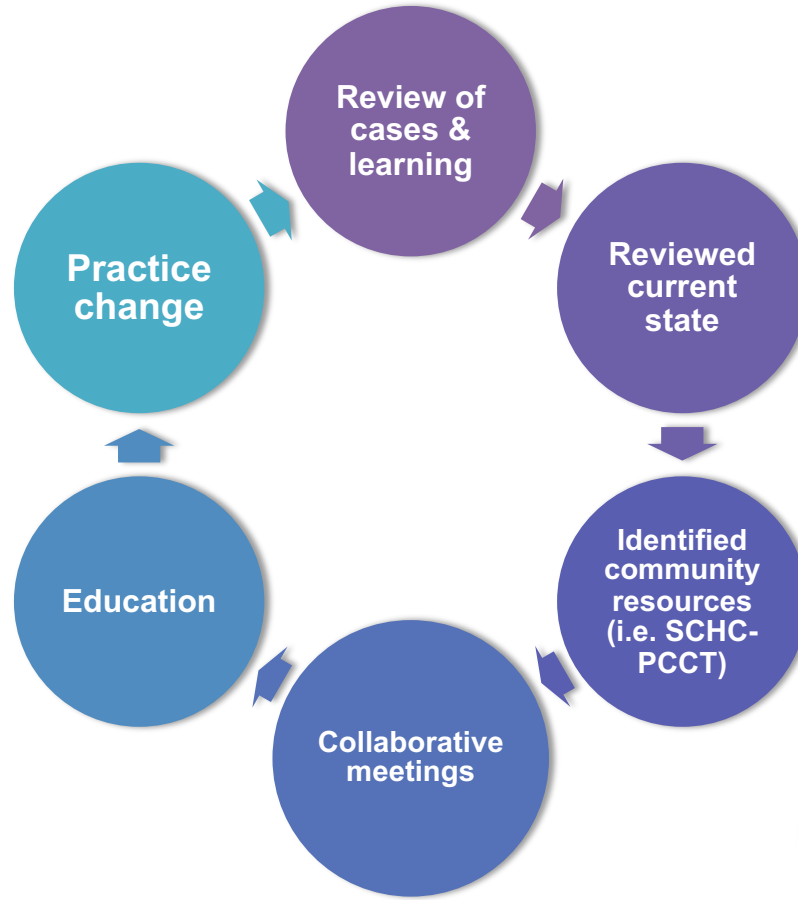 Review of
cases &
learning
Reviewed
current
state
Identified
community
resources
(i.e. SCHC-
PCCT)
Collaborative
meetings
Education
Practice
change